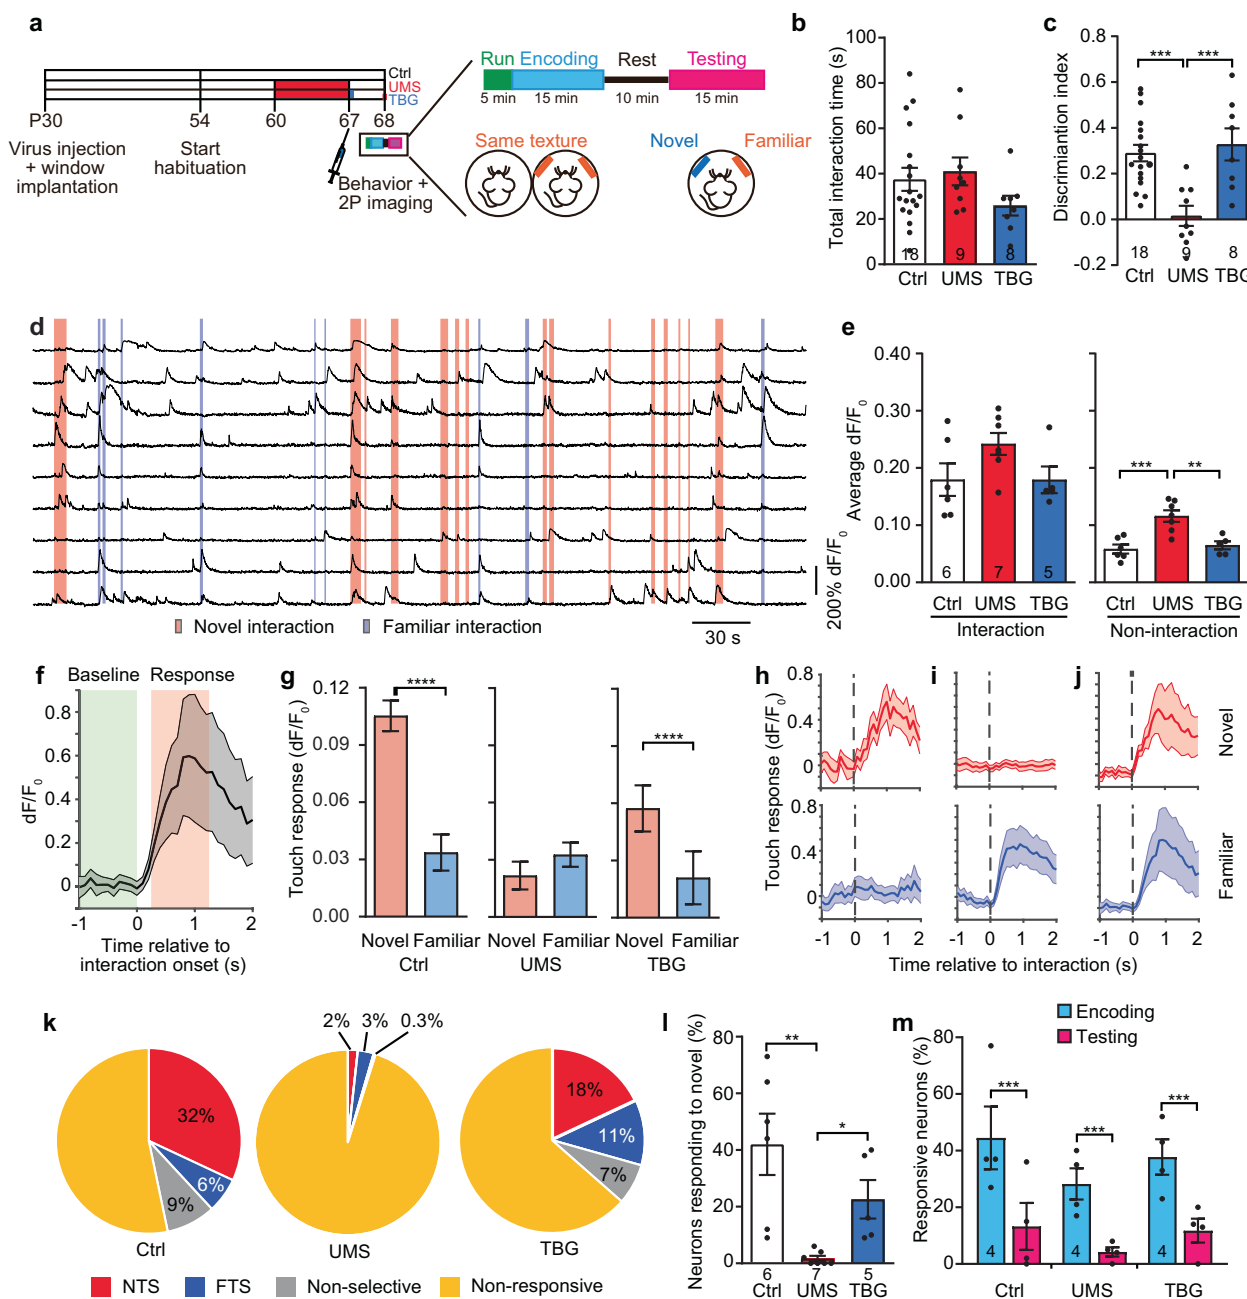 a
Ctrl
UMS
TBG
P30 54 60 67 68
Virus injection
+ window
implantation
Start
habituation
Behavior +
2P imaging
Run Encoding Rest Testing
5 min 15 min 10 min 15 min
Same texture
Novel Familiar
b
Total interaction time (s)
100
80
60
40
20
0
18 9 8
Ctrl UMS TBG
c
Discrimiantion index
0.8
0.6
0.4
0.2
0.0
-0.2
*** ***
18 9 8
Ctrl UMS TBG
d
200% dF/F0
30 s
Novel interaction Familiar interaction
e
Average dF/F0
0.40
0.30
0.20
0.10
0.00
*** **
6 7 5
Ctrl UMS TBG Ctrl UMS TBG
Interaction Non-interaction
f
Baseline Response
dF/F0
0.8
0.6
0.4
0.2
0
-1 0 1 2
Time relative to
interaction onset (s)
g
Touch response (dF/F0)
0.12
0.09
0.06
0.03
0.00
**** ****
Novel Familiar Novel Familiar Novel Familiar
Ctrl UMS TBG
h i j
Touch response (dF/F0)
0.8
0.4
0
Novel
0.8
0.4
0
Familiar
-1 0 1 2 -1 0 1 2 -1 0 1 2
Time relative to interaction (s)
k
32%
6%
9%
Ctrl
2% 3% 0.3%
UMS
18%
11%
7%
TBG
NTS FTS Non-selective Non-responsive
l
Neurons responding to novel (%)
80
60
40
20
0
** *
6 7 5
Ctrl UMS TBG
m
Encoding
Testing
Responsive neurons (%)
80
60
40
20
0
*** *** ***
4 4 4
Ctrl UMS TBG